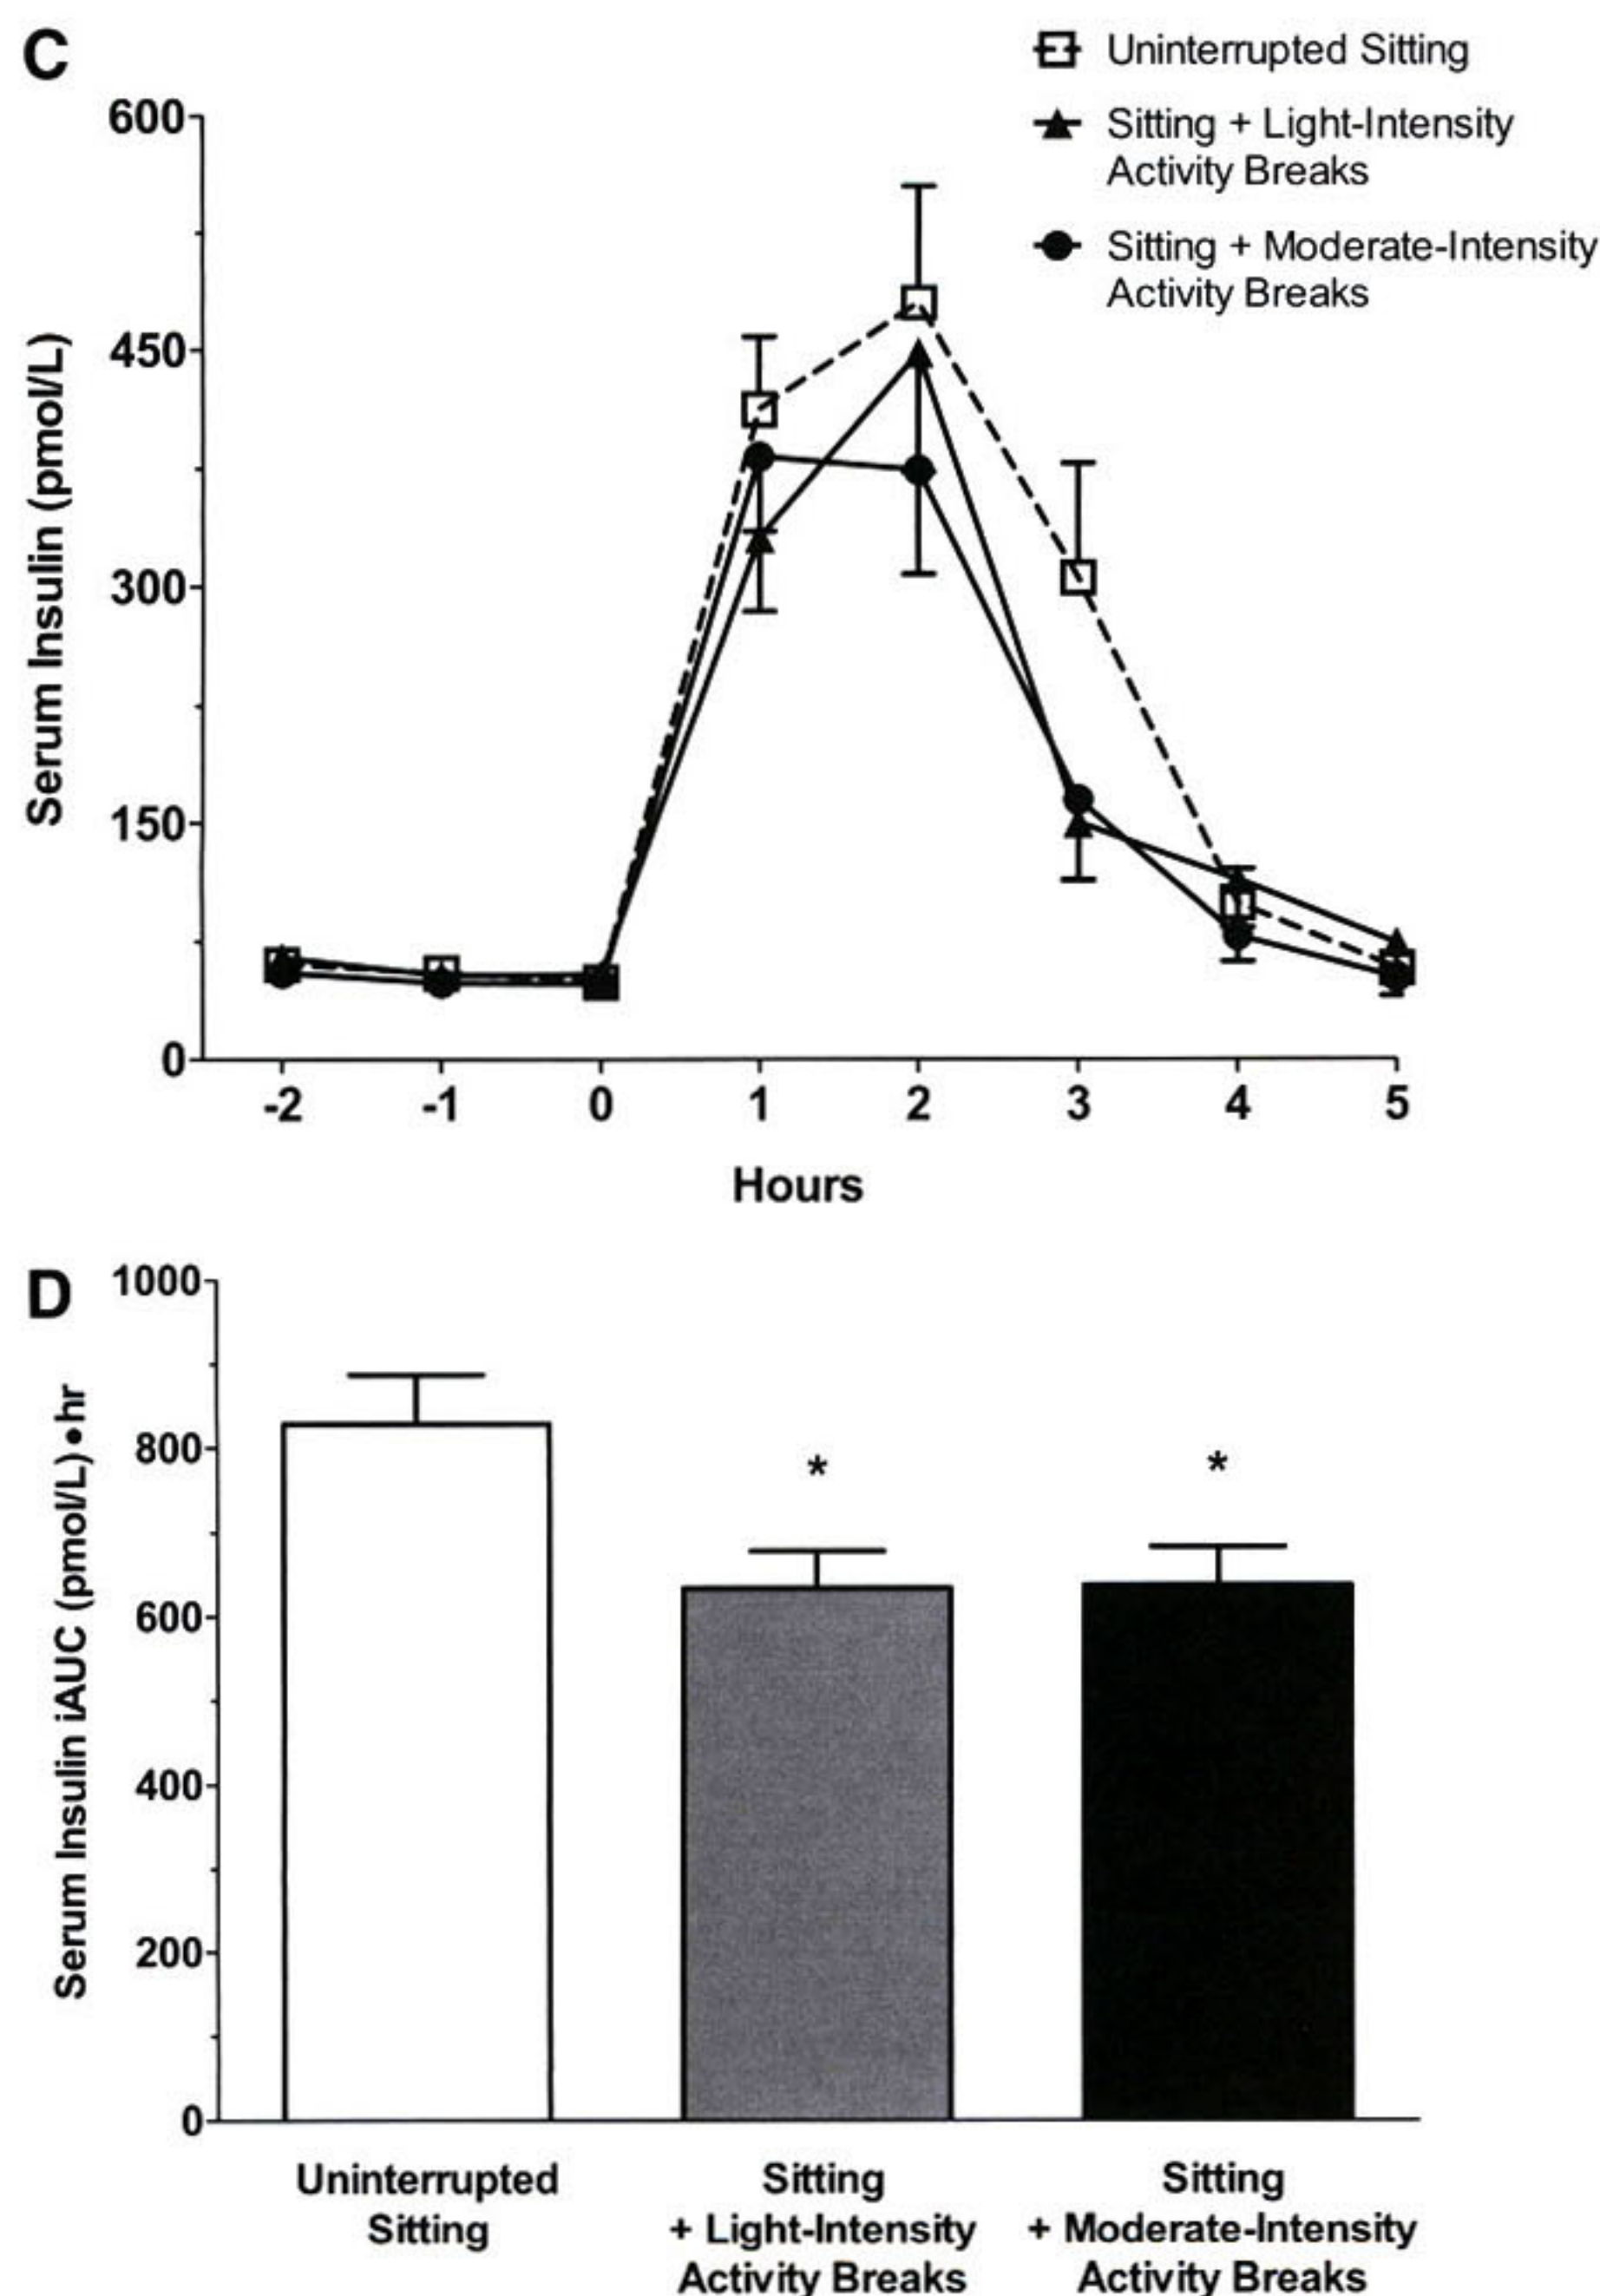 C
Uninterrupted Sitting
Sitting + Light-Intensity
Activity Breaks
Sitting + Moderate-Intensity
Activity Breaks
600
450
300
150
0
Serum Insulin (pmol/L)
-2 -1 0 1 2 3 4 5
Hours
D
1000
800
600
400
200
0
Serum Insulin iAUC (pmol/L)•hr
*
*
Uninterrupted
Sitting
Sitting
+ Light-Intensity
Activity Breaks
Sitting
+ Moderate-Intensity
Activity Breaks